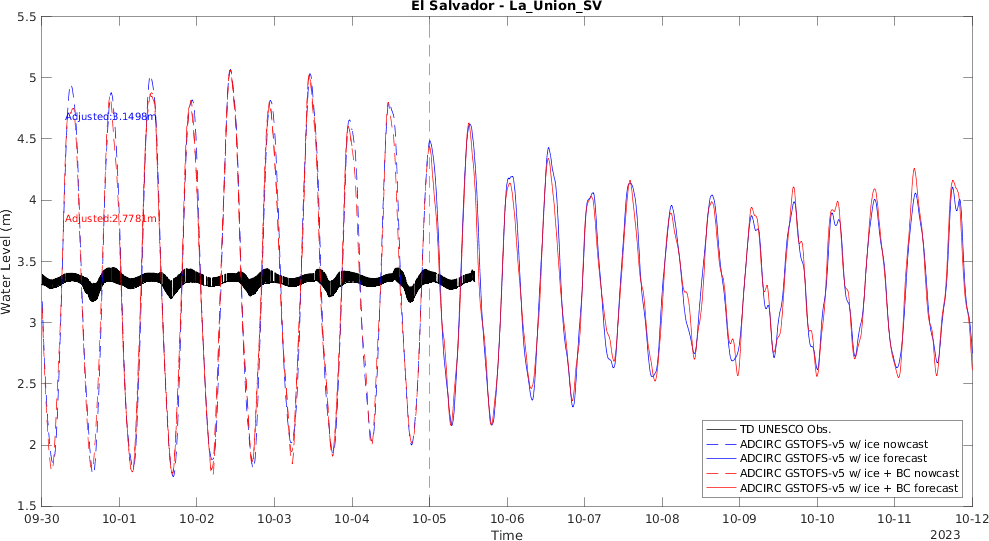 El Salvador - La_Union_SV
Water Level (m)
5.5
5
4.5
4
3.5
3
2.5
2
1.5
Adjusted:3.1498m
Adjusted:2.7781m
TD UNESCO Obs.
ADCIRC GSTOFS-v5 w/ ice nowcast
ADCIRC GSTOFS-v5 w/ ice forecast
ADCIRC GSTOFS-v5 w/ ice + BC nowcast
ADCIRC GSTOFS-v5 w/ ice + BC forecast
09-30 10-01 10-02 10-03 10-04 10-05 10-06 10-07 10-08 10-09 10-10 10-11 10-12
Time
2023